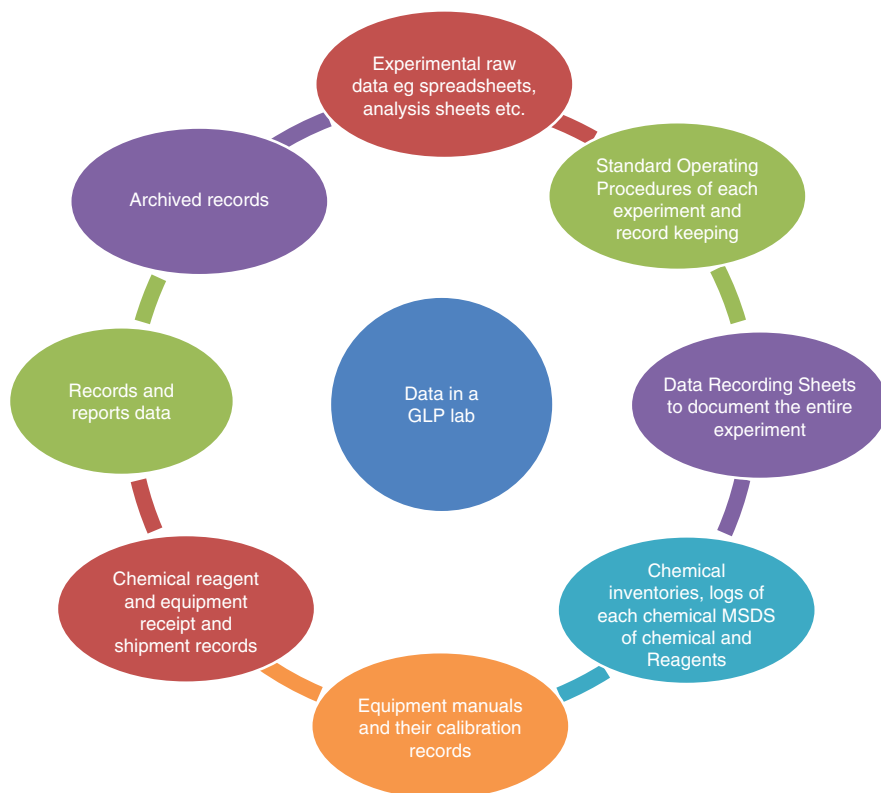 Experimental raw
data eg spreadsheets,
analysis sheets etc.
Standard Operating
Procedures of each
experiment and
record keeping
Data Recording Sheets
to document the entire
experiment
Chemical
inventories, logs of
each chemical MSDS
of chemical and
Reagents
Equipment manuals
and their calibration
records
Chemical reagent
and equipment
receipt and
shipment records
Records and
reports data
Archived records
Data in a
GLP lab